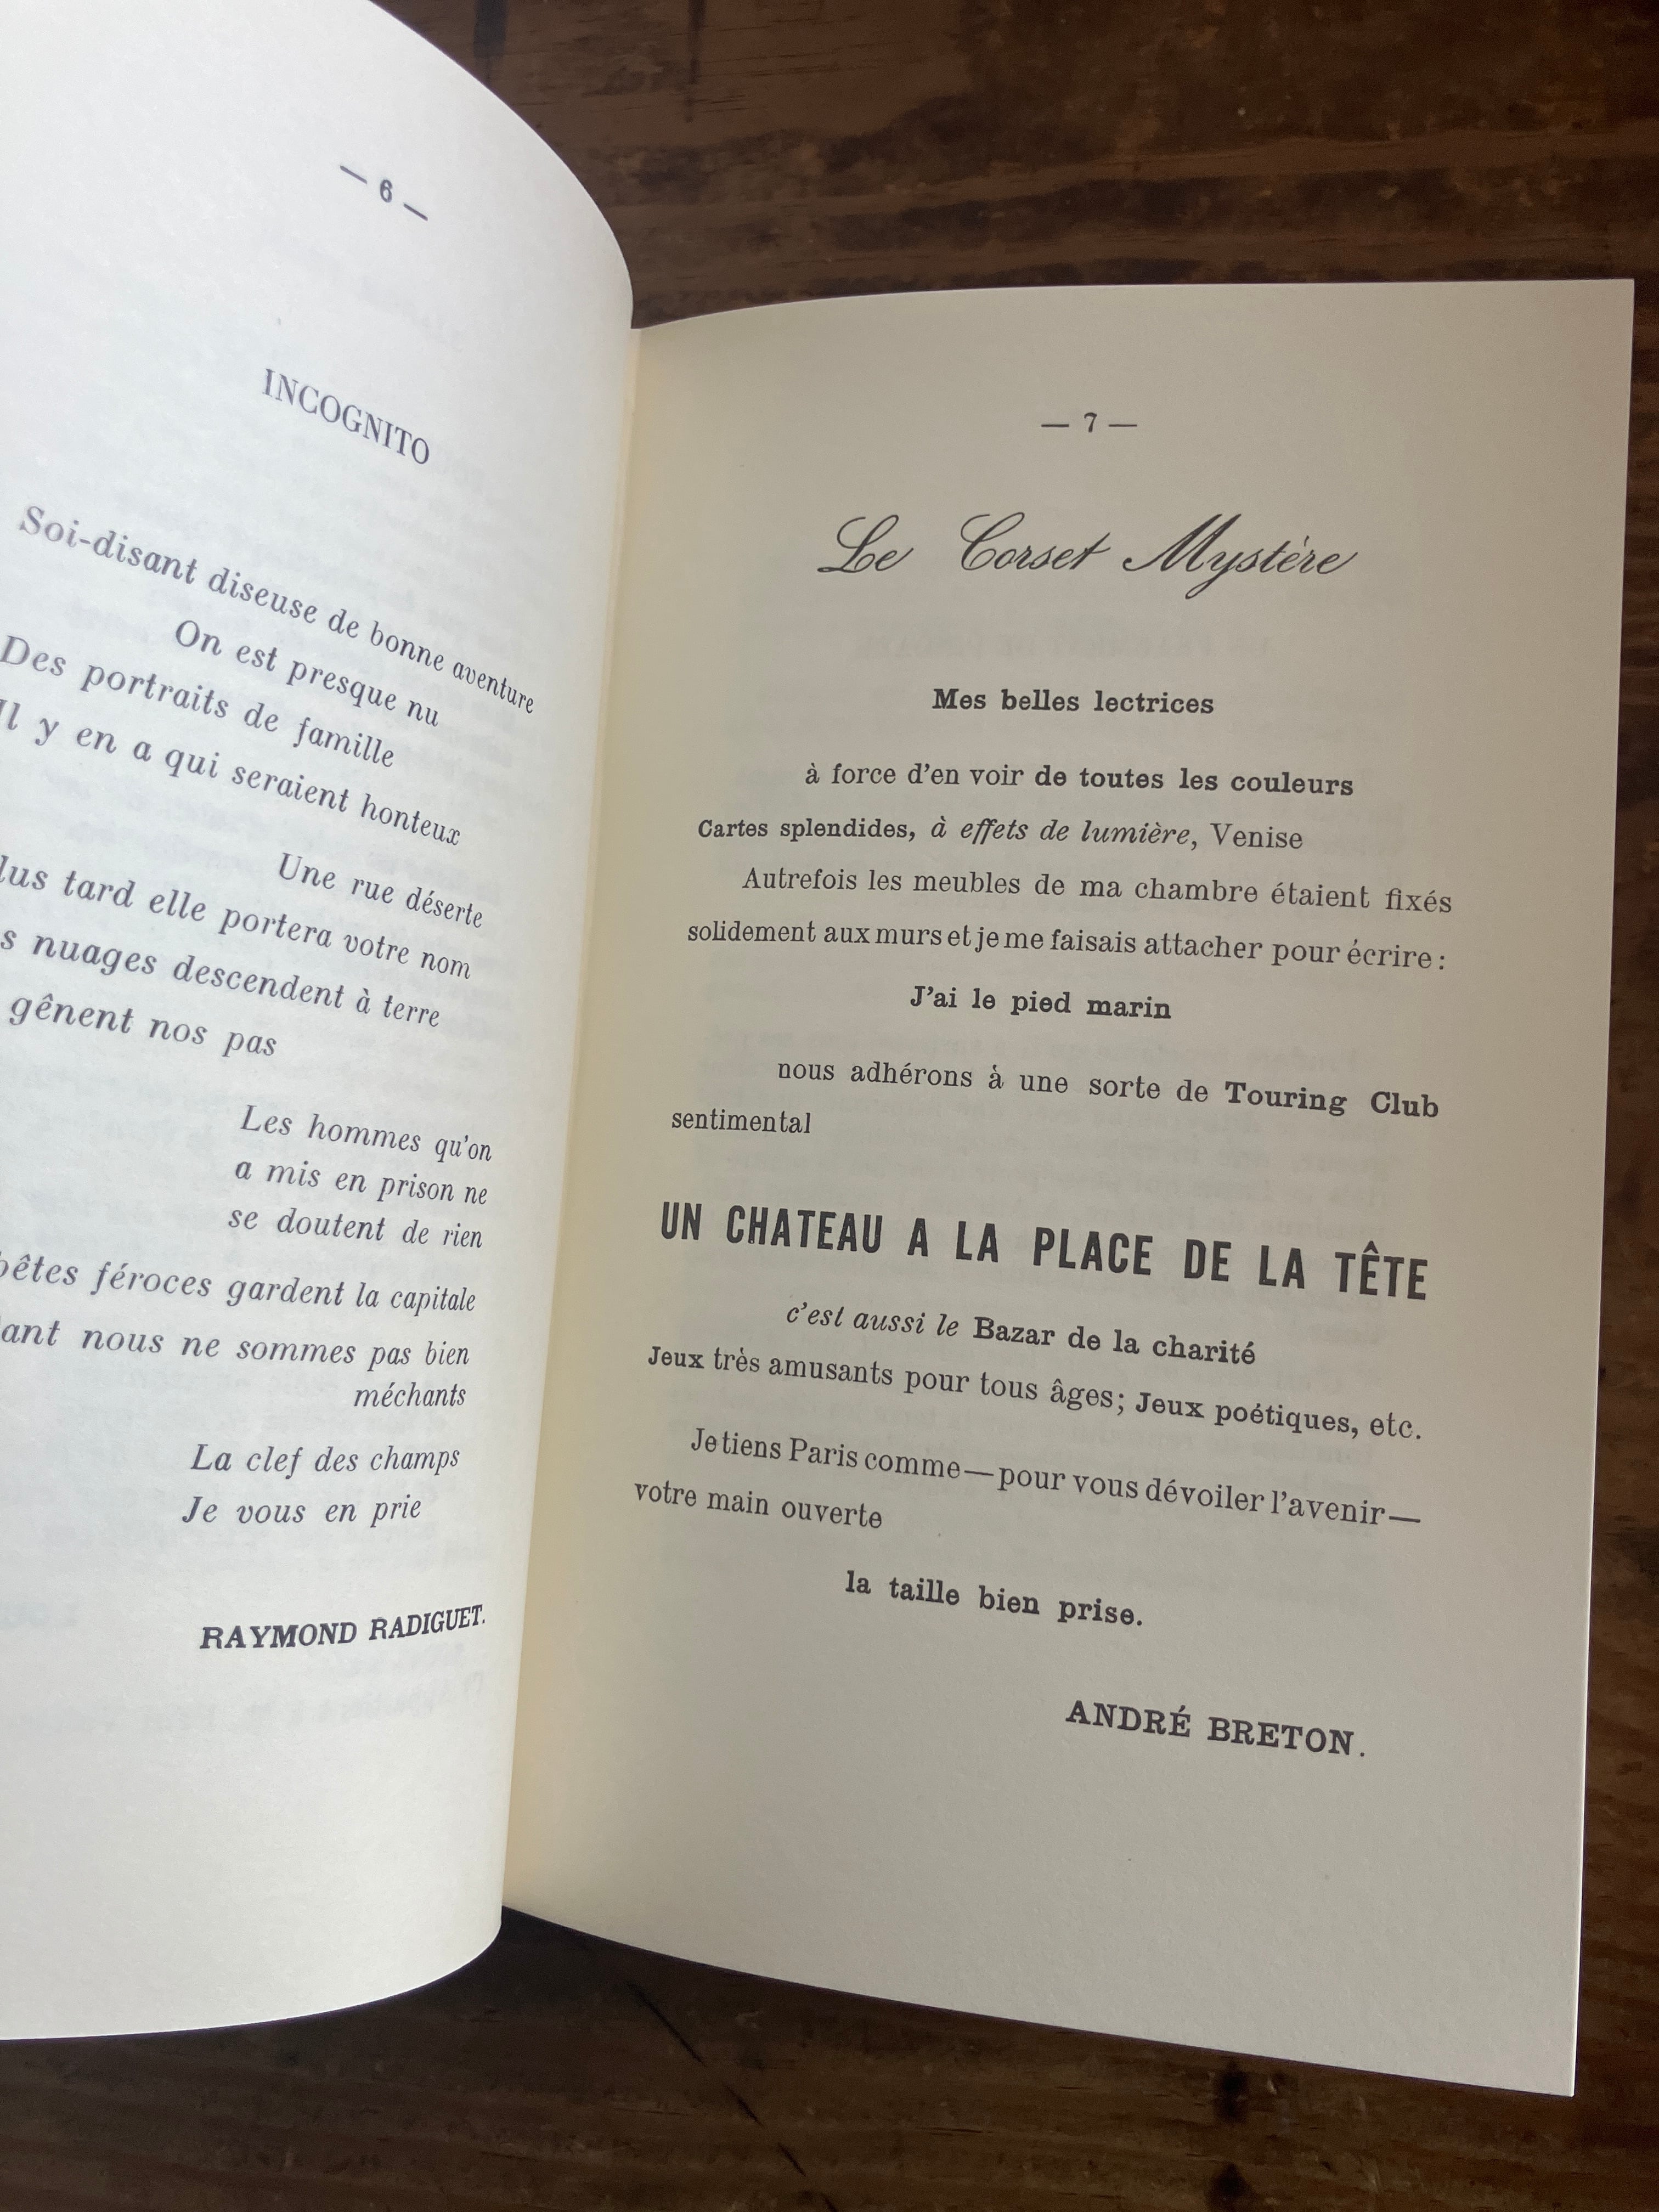 — 6 —
INCOGNITO
Soi-disant diseuse de bonne aventure
On est presque nu
Des portraits de famille
Il y en a qui seraient honteux
Une rue déserte
tard elle portera votre nom
nuages descendent à terre
gênent nos pas
Les hommes qu'on
a mis en prison ne
se doutent de rien
bêtes féroces gardent la capitale
nous ne sommes pas bien
méchants
La clef des champs
Je vous en prie
RAYMOND RADIGUET.
— 7 —
Le Corset Mystère
Mes belles lectrices
à force d'en voir de toutes les couleurs
Cartes splendides, à effets de lumière, Venise
Autrefois les meubles de ma chambre étaient fixés
solidement aux murs et je me faisais attacher pour écrire :
J'ai le pied marin
nous adhérons à une sorte de Touring Club
sentimental
UN CHATEAU A LA PLACE DE LA TÊTE
c'est aussi le Bazar de la charité
Jeux très amusants pour tous âges; Jeux poétiques, etc.
Je tiens Paris comme — pour vous dévoiler l'avenir —
votre main ouverte
la taille bien prise.
ANDRÉ BRETON.